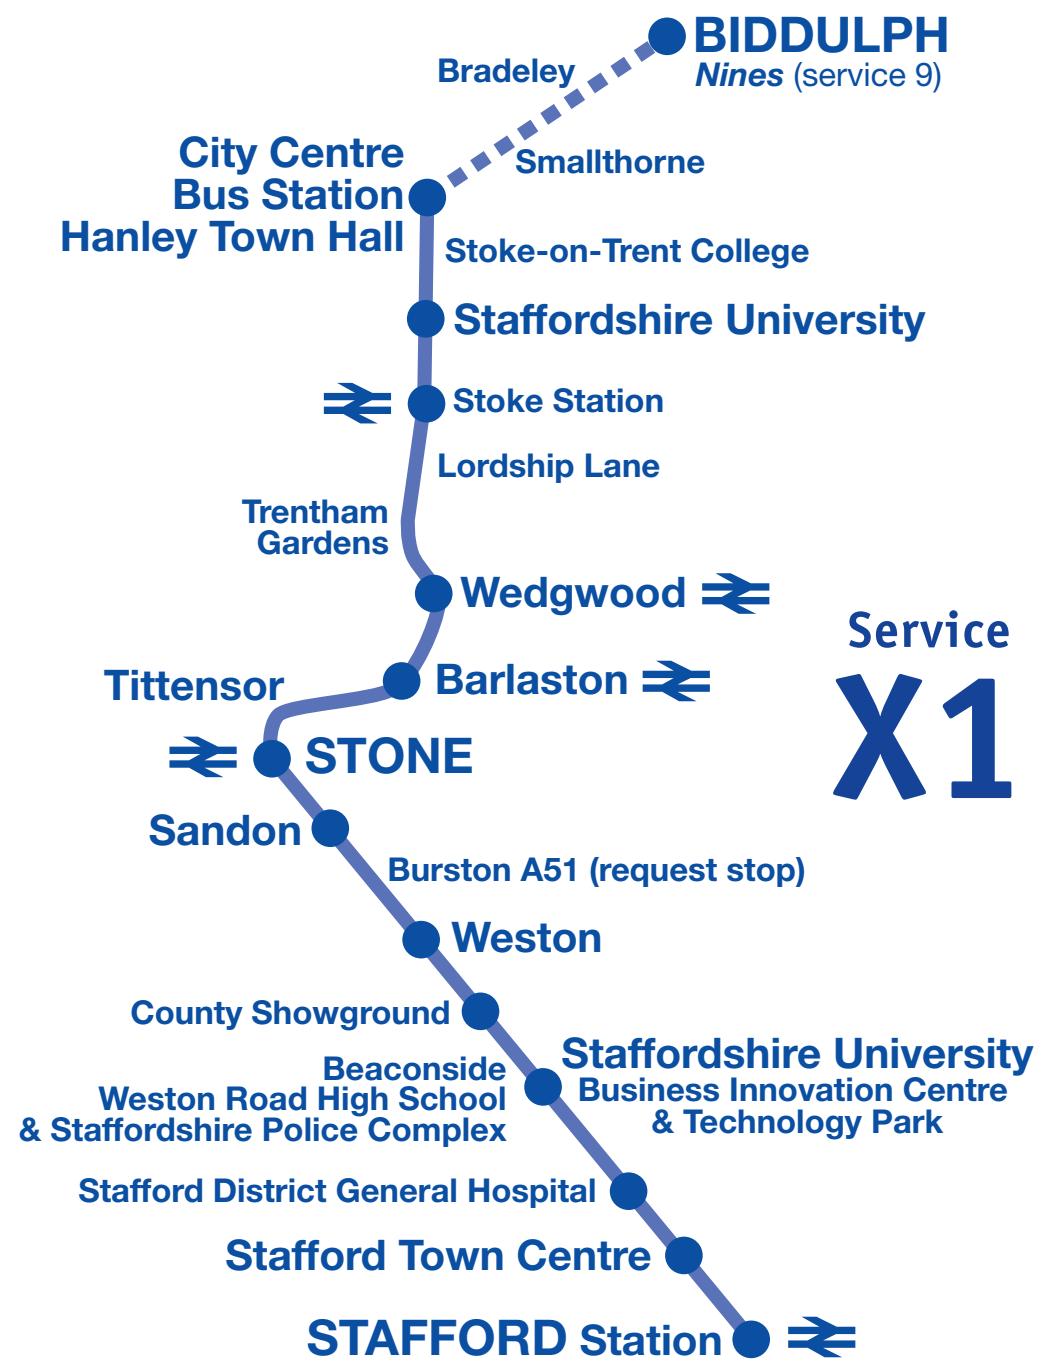 BIDDULPH
Nines (service 9)
Bradeley
Smallthorne
City Centre
Bus Station
Hanley Town Hall
Stoke-on-Trent College
Staffordshire University
Stoke Station
Lordship Lane
Trentham
Gardens
Wedgwood
Service
X1
Barlaston
Tittensor
STONE
Sandon
Burston A51 (request stop)
Weston
County Showground
Beaconside
Weston Road High School
& Staffordshire Police Complex
Staffordshire University
Business Innovation Centre
& Technology Park
Stafford District General Hospital
Stafford Town Centre
STAFFORD Station